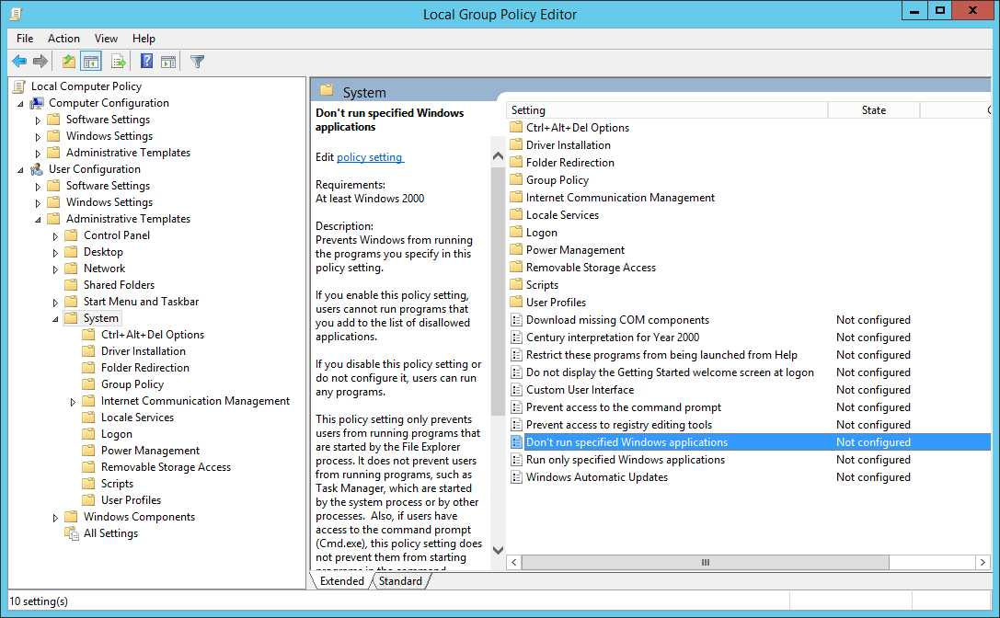 Local Group Policy Editor
File Action View Help
Local Computer Policy
Computer Configuration
Software Settings
Windows Settings
Administrative Templates
User Configuration
Software Settings
Windows Settings
Administrative Templates
Control Panel
Desktop
Network
Shared Folders
Start Menu and Taskbar
System
Ctrl+Alt+Del Options
Driver Installation
Folder Redirection
Group Policy
Internet Communication Management
Locale Services
Logon
Power Management
Removable Storage Access
Scripts
User Profiles
Windows Components
All Settings
System
Don't run specified Windows
applications
Edit policy setting
Requirements:
At least Windows 2000
Description:
Prevents Windows from running
the programs you specify in this
policy setting.
If you enable this policy setting,
users cannot run programs that
you add to the list of disallowed
applications.
If you disable this policy setting or
do not configure it, users can run
any programs.
This policy setting only prevents
users from running programs that
are started by the File Explorer
process. It does not prevent users
from running programs, such as
Task Manager, which are started
by the system process or by other
processes.  Also, if users have
access to the command prompt
(Cmd.exe), this policy setting does
not prevent them from starting
programs in the command
Setting State
Ctrl+Alt+Del Options
Driver Installation
Folder Redirection
Group Policy
Internet Communication Management
Locale Services
Logon
Power Management
Removable Storage Access
Scripts
User Profiles
Download missing COM components Not configured
Century interpretation for Year 2000 Not configured
Restrict these programs from being launched from Help Not configured
Do not display the Getting Started welcome screen at logon Not configured
Custom User Interface Not configured
Prevent access to the command prompt Not configured
Prevent access to registry editing tools Not configured
Don't run specified Windows applications Not configured
Run only specified Windows applications Not configured
Windows Automatic Updates Not configured
Extended Standard
10 setting(s)